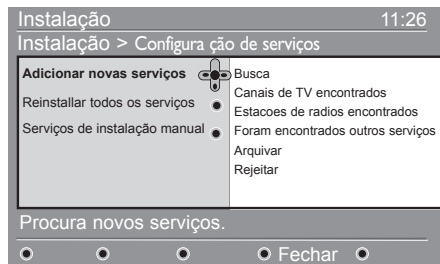 Instalação 11:26
Instalação > Configura ção de serviços
Adicionar novas serviços
Reinstallar todos os serviços
Serviços de instalação manual
Busca
Canais de TV encontrados
Estacoes de radios encontrados
Foram encontrados outros serviços
Arquivar
Rejeitar
Procura novos serviços.
Fechar